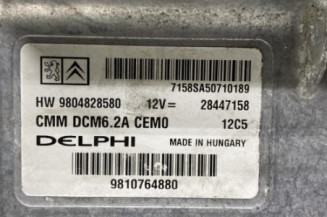 7158SA50710189
HW 9804828580 12V= 28447158
CMM DCM6.2A CEM0 12C5
DELPHI MADE IN HUNGARY
9810764880